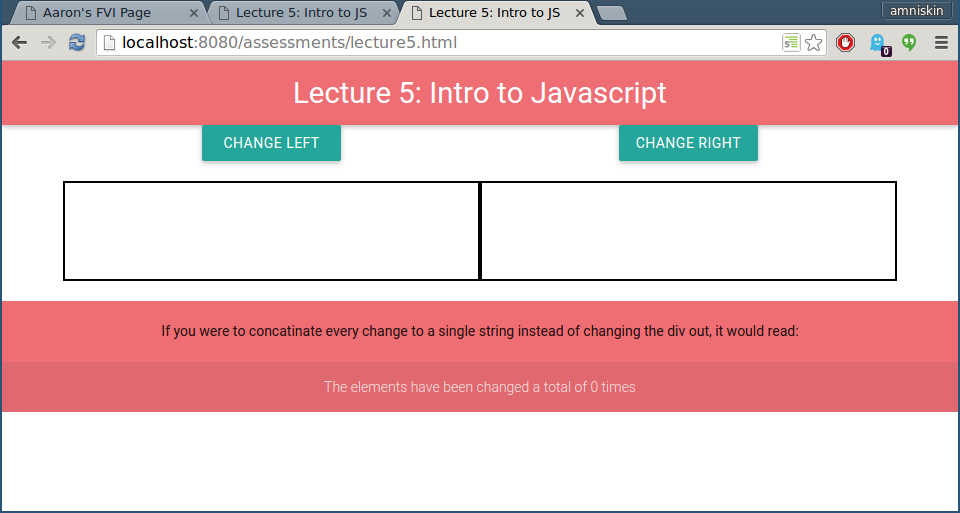 amniskin
Aaron's FVI Page
Lecture 5: Intro to JS
Lecture 5: Intro to JS
localhost:8080/assessments/lecture5.html
0
Lecture 5: Intro to Javascript
CHANGE LEFT
CHANGE RIGHT
If you were to concatinate every change to a single string instead of changing the div out, it would read:
The elements have been changed a total of 0 times